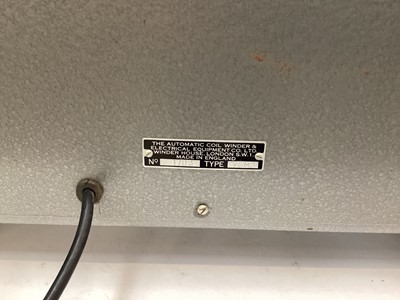 THE AUTOMATIC COIL WINDER &
ELECTRICAL EQUIPMENT CO. LTD.
WINDER HOUSE, LONDON S.W.1
MADE IN ENGLAND
Nº TYPE